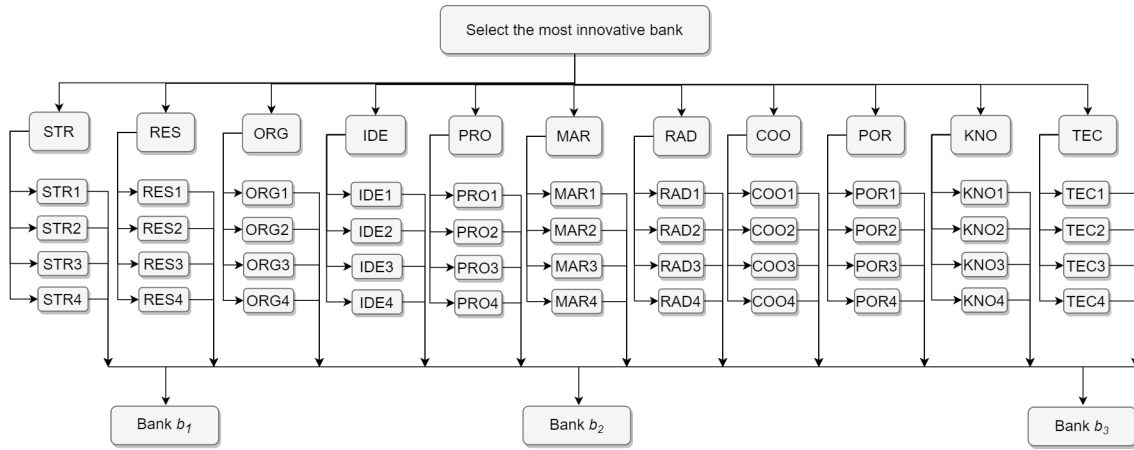 Select the most innovative bank
STR RES ORG IDE PRO MAR RAD COO POR KNO TEC
STR1 RES1 ORG1 IDE1 PRO1 MAR1 RAD1 COO1 POR1 KNO1 TEC1
STR2 RES2 ORG2 IDE2 PRO2 MAR2 RAD2 COO2 POR2 KNO2 TEC2
STR3 RES3 ORG3 IDE3 PRO3 MAR3 RAD3 COO3 POR3 KNO3 TEC3
STR4 RES4 ORG4 IDE4 PRO4 MAR4 RAD4 COO4 POR4 KNO4 TEC4
Bank b1 Bank b2 Bank b3